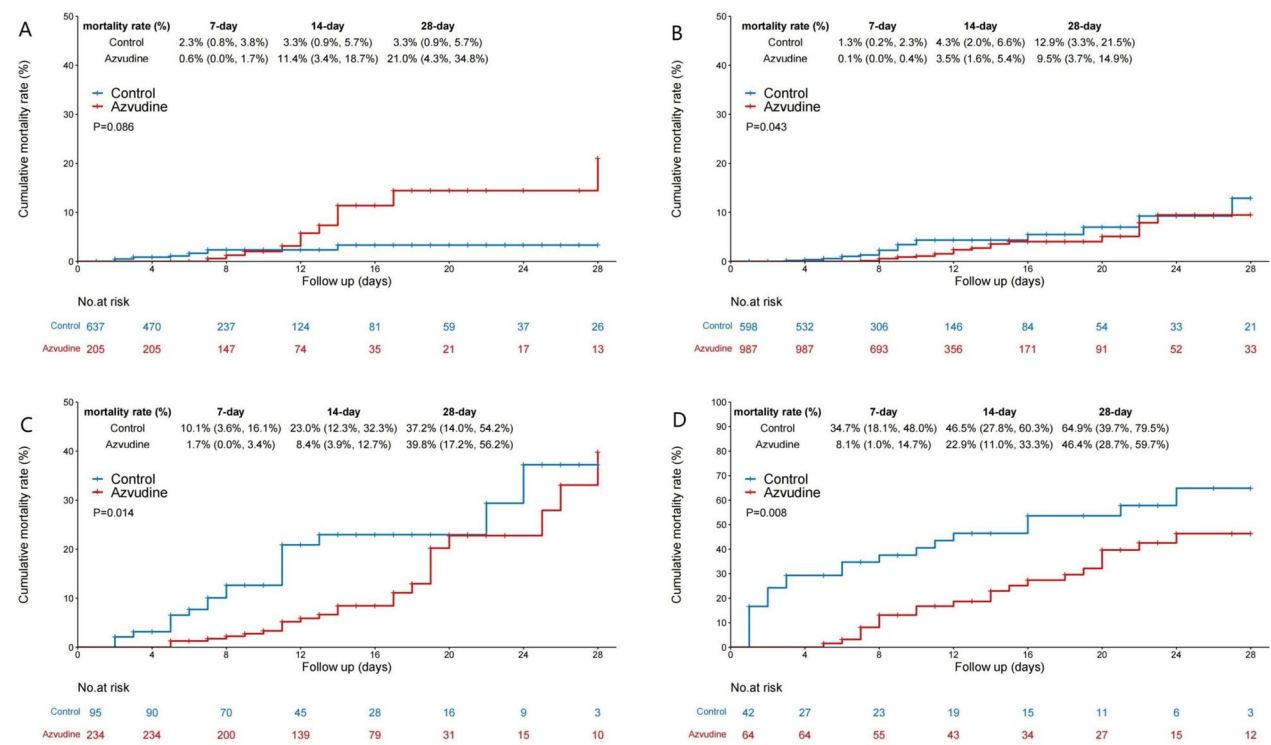 A
mortality rate (%) 7-day 14-day 28-day
Control 2.3% (0.8%, 3.8%) 3.3% (0.9%, 5.7%) 3.3% (0.9%, 5.7%)
Azvudine 0.6% (0.0%, 1.7%) 11.4% (3.4%, 18.7%) 21.0% (4.3%, 34.8%)
Control
Azvudine
P=0.086
Cumulative mortality rate (%)
50
40
30
20
10
0
0 4 8 12 16 20 24 28
Follow up (days)
No.at risk
Control 637 470 237 124 81 59 37 26
Azvudine 205 205 147 74 35 21 17 13
B
mortality rate (%) 7-day 14-day 28-day
Control 1.3% (0.2%, 2.3%) 4.3% (2.0%, 6.6%) 12.9% (3.3%, 21.5%)
Azvudine 0.1% (0.0%, 0.4%) 3.5% (1.6%, 5.4%) 9.5% (3.7%, 14.9%)
Control
Azvudine
P=0.043
Cumulative mortality rate (%)
50
40
30
20
10
0
0 4 8 12 16 20 24 28
Follow up (days)
No.at risk
Control 598 532 306 146 84 54 33 21
Azvudine 987 987 693 356 171 91 52 33
C
mortality rate (%) 7-day 14-day 28-day
Control 10.1% (3.6%, 16.1%) 23.0% (12.3%, 32.3%) 37.2% (14.0%, 54.2%)
Azvudine 1.7% (0.0%, 3.4%) 8.4% (3.9%, 12.7%) 39.8% (17.2%, 56.2%)
Control
Azvudine
P=0.014
Cumulative mortality rate (%)
50
40
30
20
10
0
0 4 8 12 16 20 24 28
Follow up (days)
No.at risk
Control 95 90 70 45 28 16 9 3
Azvudine 234 234 200 139 79 31 15 10
D
mortality rate (%) 7-day 14-day 28-day
Control 34.7% (18.1%, 48.0%) 46.5% (27.8%, 60.3%) 64.9% (39.7%, 79.5%)
Azvudine 8.1% (1.0%, 14.7%) 22.9% (11.0%, 33.3%) 46.4% (28.7%, 59.7%)
Control
Azvudine
P=0.008
Cumulative mortality rate (%)
100
90
80
70
60
50
40
30
20
10
0
0 4 8 12 16 20 24 28
Follow up (days)
No.at risk
Control 42 27 23 19 15 11 6 3
Azvudine 64 64 55 43 34 27 15 12